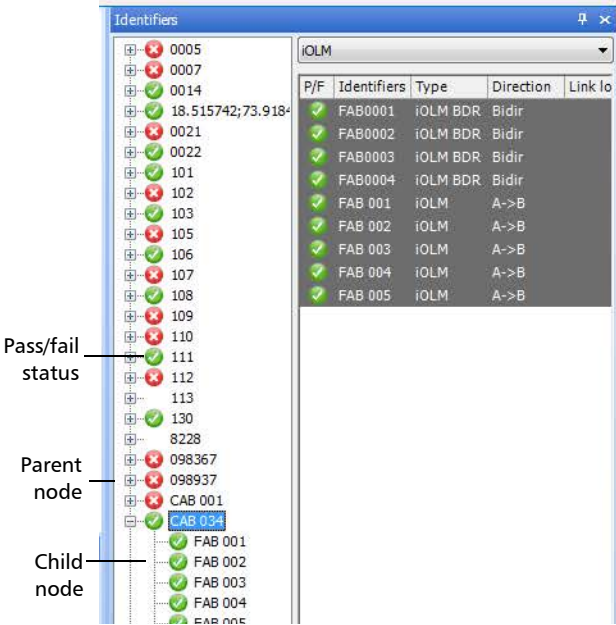 Identifiers
0005
0007
0014
18.515742;73.9184
0021
0022
101
102
103
105
106
107
108
109
110
111
112
113
130
8228
098367
098937
CAB 001
CAB 034
FAB 001
FAB 002
FAB 003
FAB 004
FAB 005
iOLM
P/F Identifiers Type Direction Link lo
FAB0001 iOLM BDR Bidir
FAB0002 iOLM BDR Bidir
FAB0003 iOLM BDR Bidir
FAB0004 iOLM BDR Bidir
FAB 001 iOLM A->B
FAB 002 iOLM A->B
FAB 003 iOLM A->B
FAB 004 iOLM A->B
FAB 005 iOLM A->B
Pass/fail
status
Parent
node
Child
node